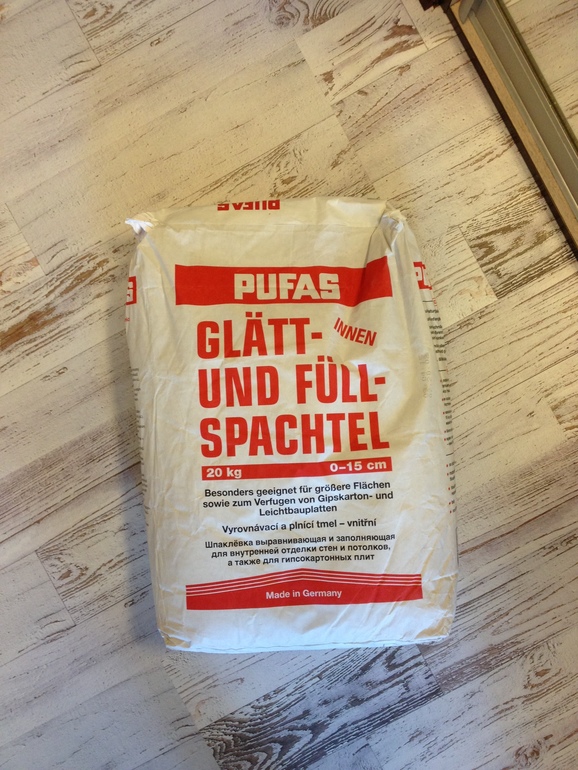 PUFAS
PUFAS
GLÄTT-
INNEN
UND FÜLL-
SPACHTEL
20 kg 0–15 cm
Besonders geeignet für größere Flächen
sowie zum Verfugen von Gipskarton- und
Leichtbauplatten
Vyrovnávací a plnící tmel – vnitřní
Шпаклёвка выравнивающая и заполняющая
для внутренней отделки стен и потолков,
а также для гипсокартонных плит
Made in Germany